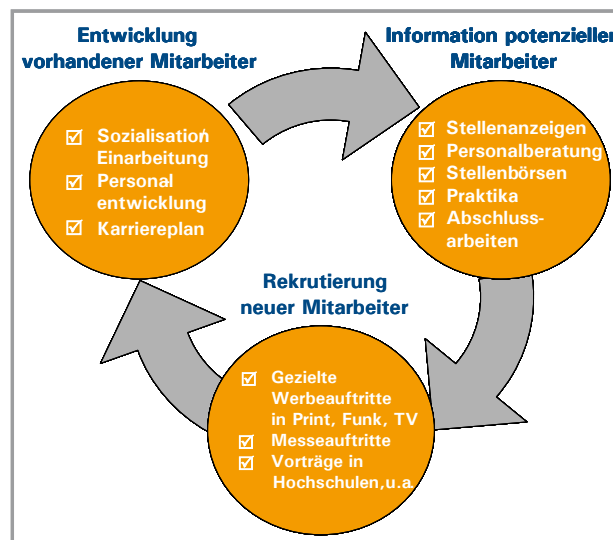 Entwicklung
vorhandener Mitarbeiter
Sozialisation/
Einarbeitung
Personal
entwicklung
Karriereplan
Information potenzieller
Mitarbeiter
Stellenanzeigen
Personalberatung
Stellenbörsen
Praktika
Abschluss-
arbeiten
Rekrutierung
neuer Mitarbeiter
Gezielte
Werbeauftritte
in Print, Funk, TV
Messeauftritte
Vorträge in
Hochschulen,u.a.